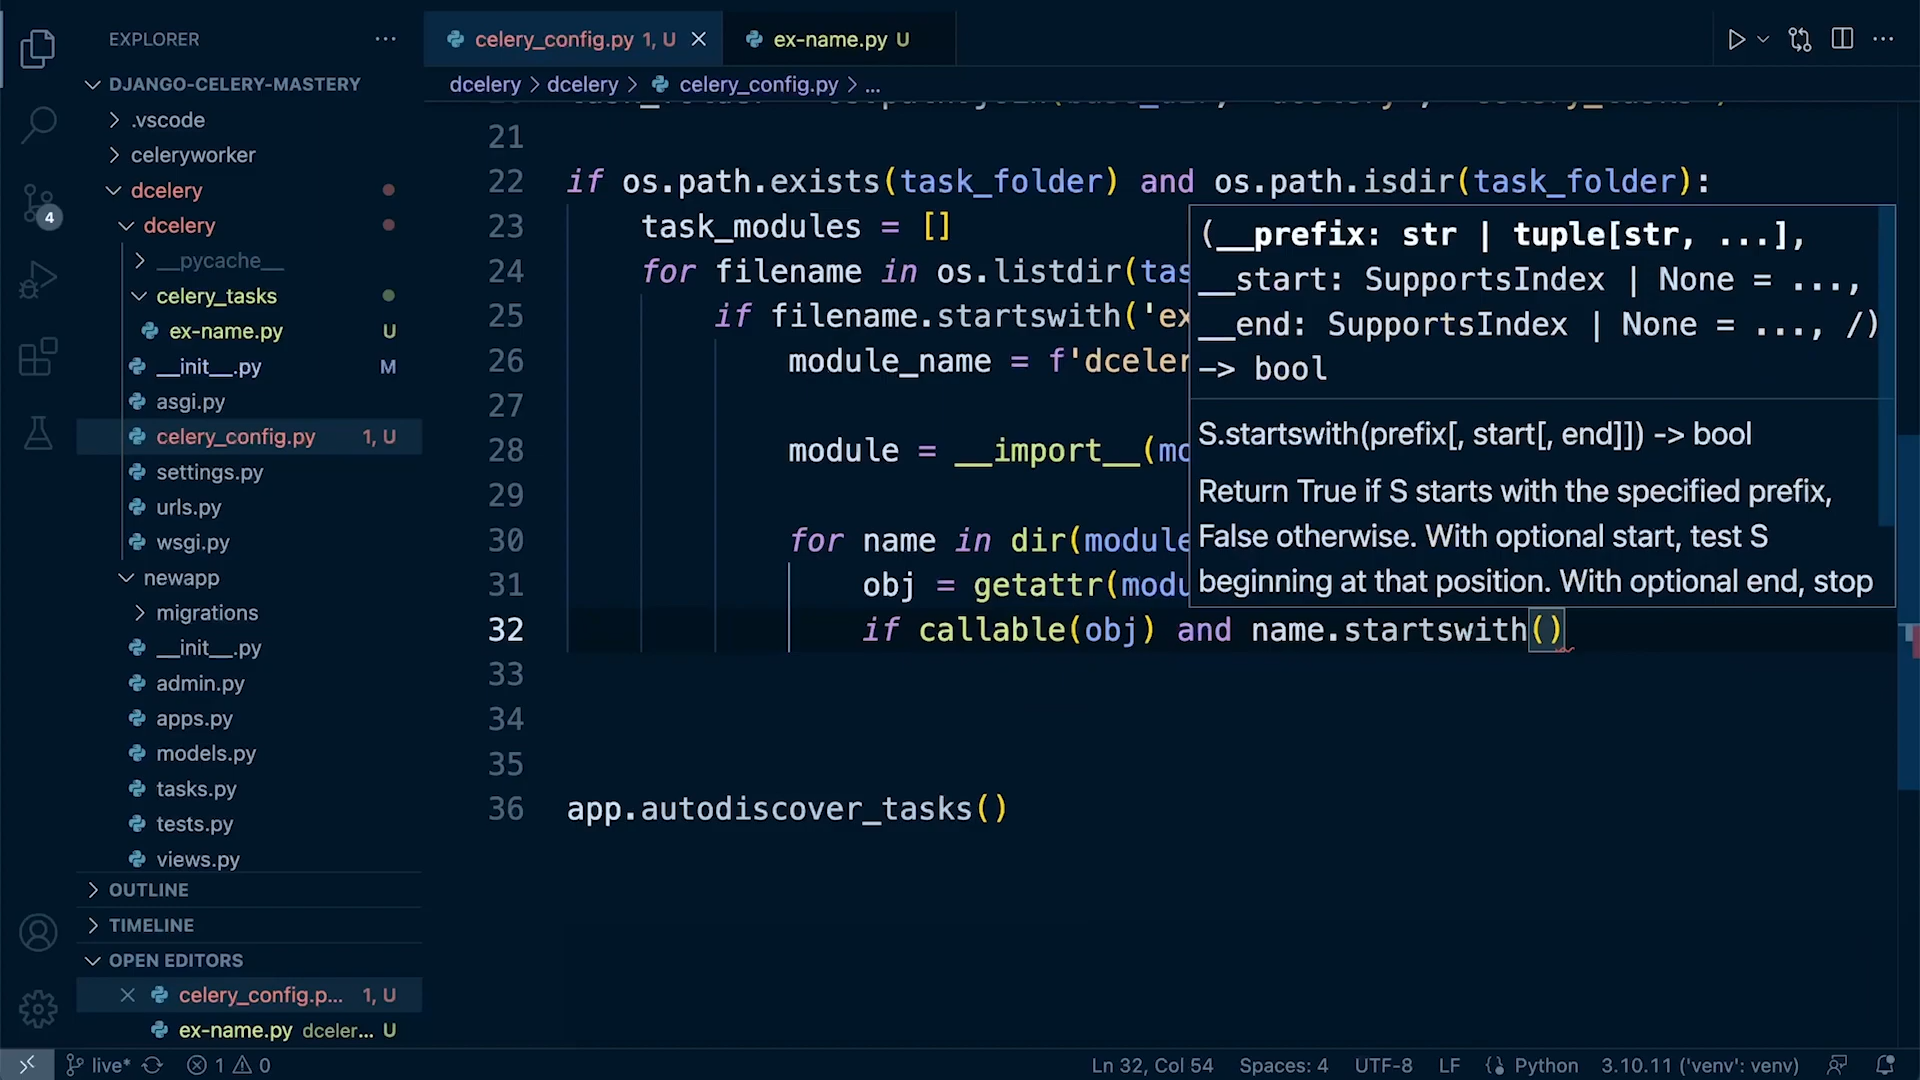 EXPLORER
DJANGO-CELERY-MASTERY
.vscode
celeryworker
dcelery
dcelery
__pycache__
celery_tasks
ex-name.py U
__init__.py M
asgi.py
celery_config.py 1, U
settings.py
urls.py
wsgi.py
newapp
migrations
__init__.py
admin.py
apps.py
models.py
tasks.py
tests.py
views.py
OUTLINE
TIMELINE
OPEN EDITORS
celery_config.p... 1, U
ex-name.py dceler... U
4
celery_config.py 1, U
ex-name.py U
dcelery > dcelery > celery_config.py > ...
21
22 if os.path.exists(task_folder) and os.path.isdir(task_folder):
23 task_modules = []
24 for filename in os.listdir(tas
25 if filename.startswith('ex
26 module_name = f'dceler
27
28 module = __import__(mo
29
30 for name in dir(module
31 obj = getattr(modu
32 if callable(obj) and name.startswith()
33
34
35
36 app.autodiscover_tasks()
(__prefix: str | tuple[str, ...],
__start: SupportsIndex | None = ...,
__end: SupportsIndex | None = ..., /)
-> bool
S.startswith(prefix[, start[, end]]) -> bool
Return True if S starts with the specified prefix,
False otherwise. With optional start, test S
beginning at that position. With optional end, stop
live* 1 0
Ln 32, Col 54 Spaces: 4 UTF-8 LF {} Python 3.10.11 ('venv': venv)